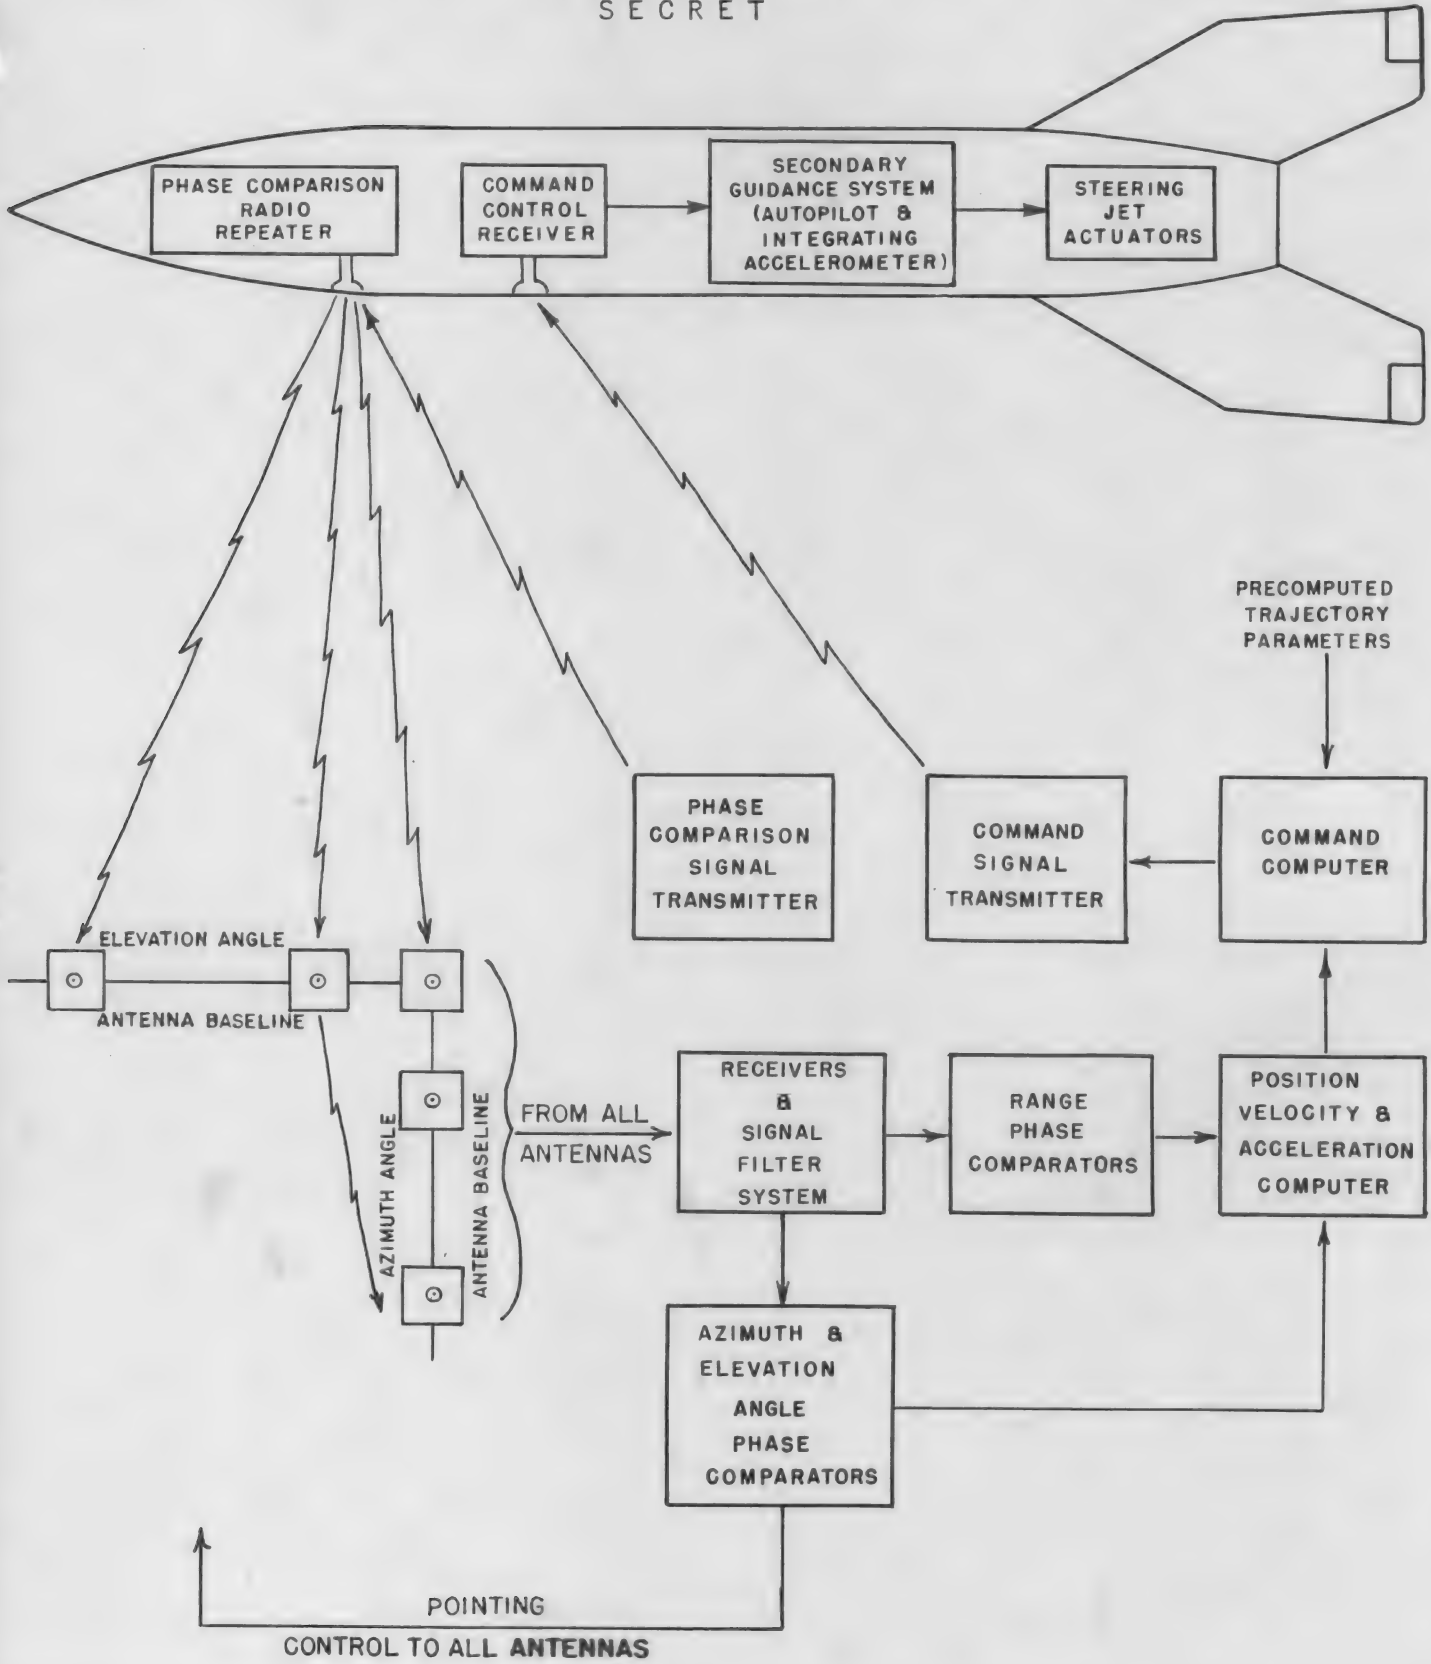 SECRET
PHASE COMPARISON
RADIO
REPEATER
COMMAND
CONTROL
RECEIVER
SECONDARY
GUIDANCE SYSTEM
(AUTOPILOT &
INTEGRATING
ACCELEROMETER)
STEERING
JET
ACTUATORS
PRECOMPUTED
TRAJECTORY
PARAMETERS
PHASE
COMPARISON
SIGNAL
TRANSMITTER
COMMAND
SIGNAL
TRANSMITTER
COMMAND
COMPUTER
ELEVATION ANGLE
ANTENNA BASELINE
AZIMUTH ANGLE
ANTENNA BASELINE
FROM ALL
ANTENNAS
RECEIVERS
&
SIGNAL
FILTER
SYSTEM
RANGE
PHASE
COMPARATORS
POSITION
VELOCITY &
ACCELERATION
COMPUTER
AZIMUTH &
ELEVATION
ANGLE
PHASE
COMPARATORS
POINTING
CONTROL TO ALL ANTENNAS